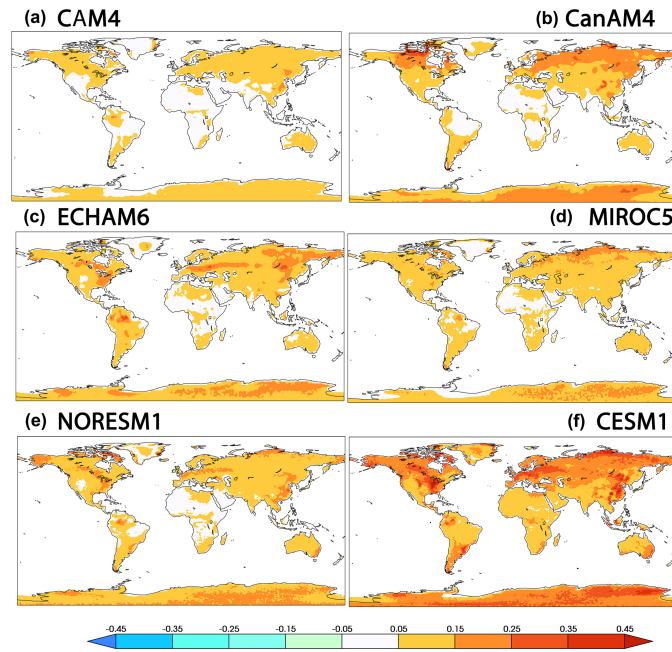 (a) CAM4
(b) CanAM4
(c) ECHAM6
(d) MIROC5
(e) NORESM1
(f) CESM1
-0.45 -0.35 -0.25 -0.15 -0.05 0.05 0.15 0.25 0.35 0.45